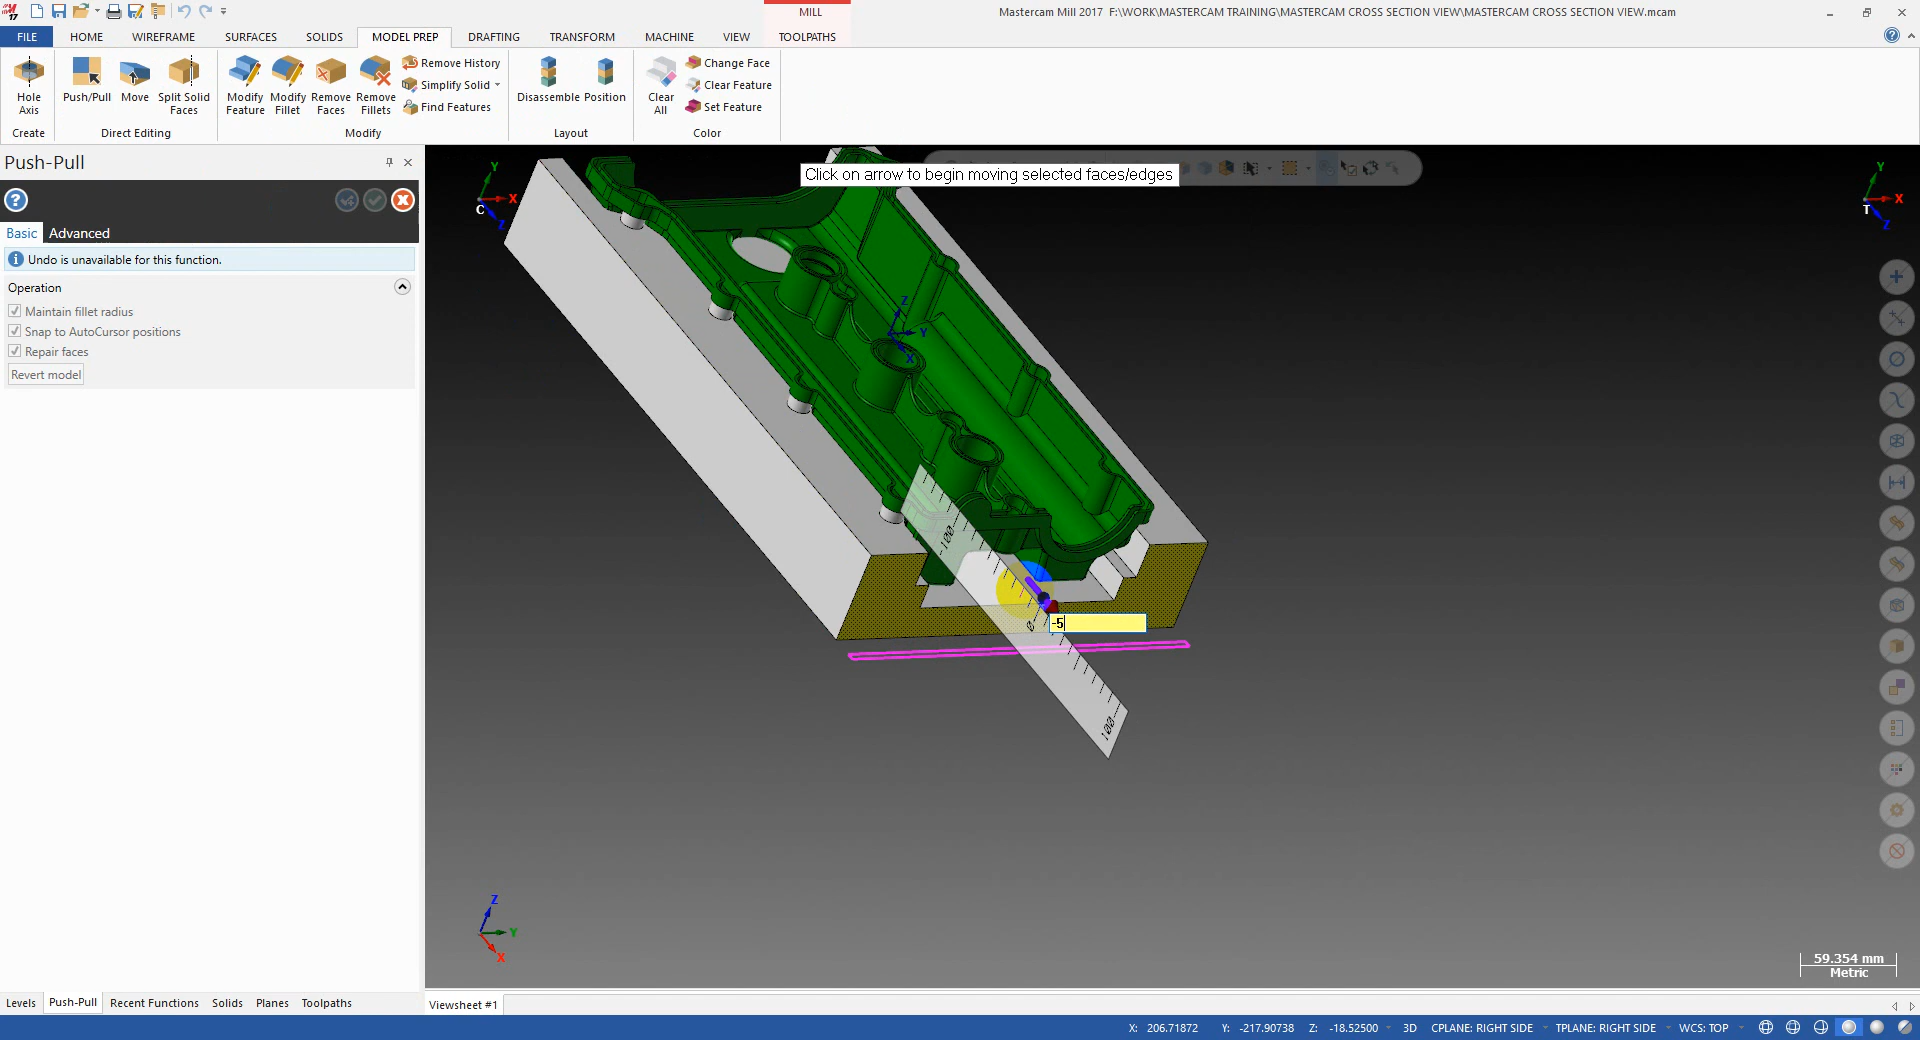 17
MILL
Mastercam Mill 2017  F:\WORK\MASTERCAM TRAINING\MASTERCAM CROSS SECTION VIEW\MASTERCAM CROSS SECTION VIEW.mcam
FILE HOME WIREFRAME SURFACES SOLIDS MODEL PREP DRAFTING TRANSFORM MACHINE VIEW TOOLPATHS
Hole Axis
Push/Pull
Move
Split Solid Faces
Modify Feature
Modify Fillet
Remove Faces
Remove Fillets
Remove History
Simplify Solid
Find Features
Disassemble
Position
Clear All
Change Face
Clear Feature
Set Feature
Create Direct Editing Modify Layout Color
Push-Pull
Basic Advanced
Undo is unavailable for this function.
Operation
Maintain fillet radius
Snap to AutoCursor positions
Repair faces
Revert model
Click on arrow to begin moving selected faces/edges
Y
X
C
Z
Y
X
T
Z
Z
Y
X
-100
0
-5
100
Z
Y
X
59.354 mm
Metric
Levels Push-Pull Recent Functions Solids Planes Toolpaths
Viewsheet #1
X: 206.71872 Y: -217.90738 Z: -18.52500 3D CPLANE: RIGHT SIDE TPLANE: RIGHT SIDE WCS: TOP